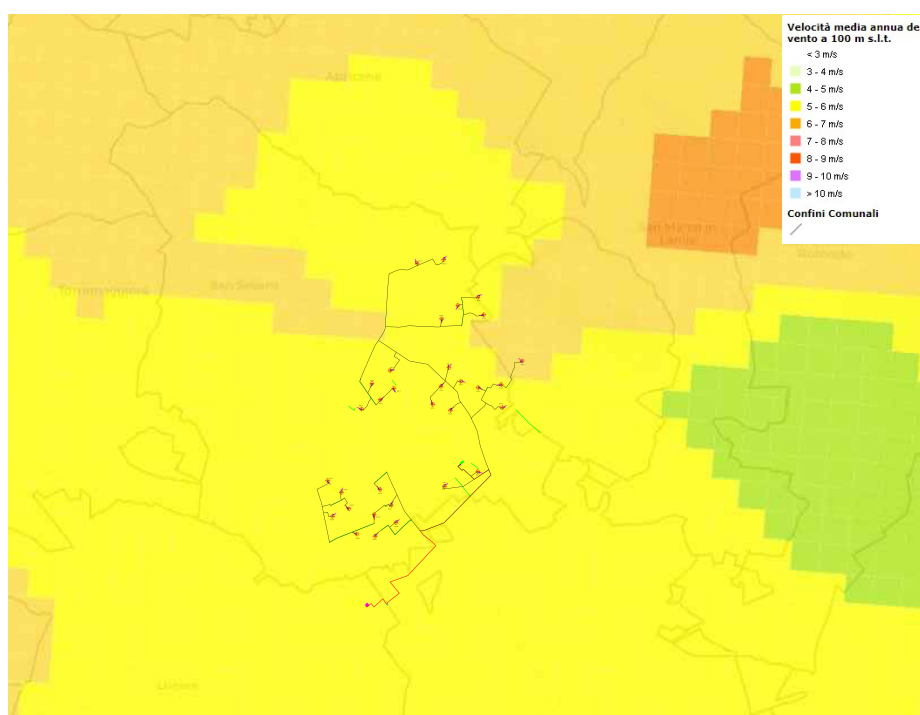 Velocità media annua de
vento a 100 m s.l.t.
< 3 m/s
3 - 4 m/s
4 - 5 m/s
5 - 6 m/s
6 - 7 m/s
7 - 8 m/s
8 - 9 m/s
9 - 10 m/s
> 10 m/s
Confini Comunali
Apricena
San Marco in
Lamis
Rotondo
San Severo
Torremaggiore
Lucera